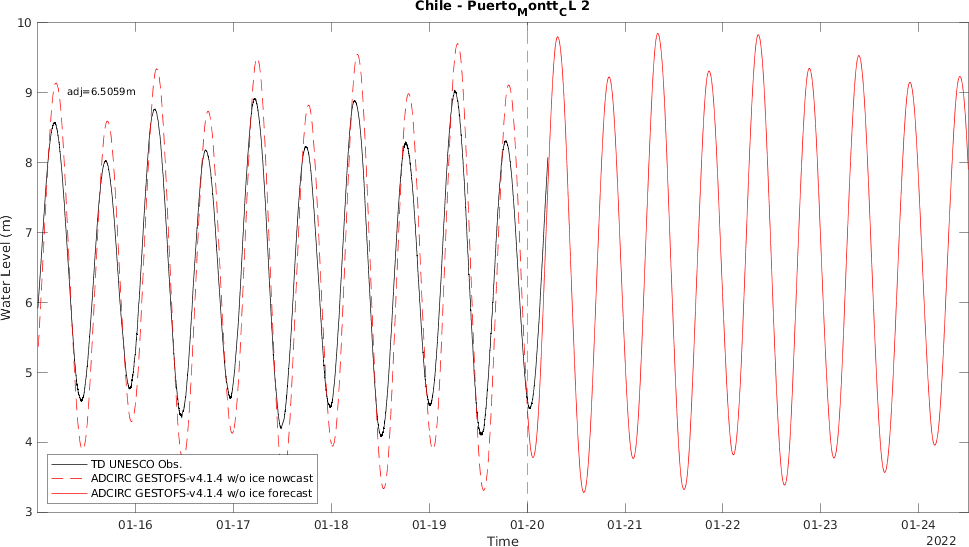 Chile - Puerto_Montt_CL 2
10
9
8
7
6
5
4
3
Water Level (m)
adj=6.5059m
TD UNESCO Obs.
ADCIRC GESTOFS-v4.1.4 w/o ice nowcast
ADCIRC GESTOFS-v4.1.4 w/o ice forecast
01-16 01-17 01-18 01-19 01-20 01-21 01-22 01-23 01-24
Time
2022